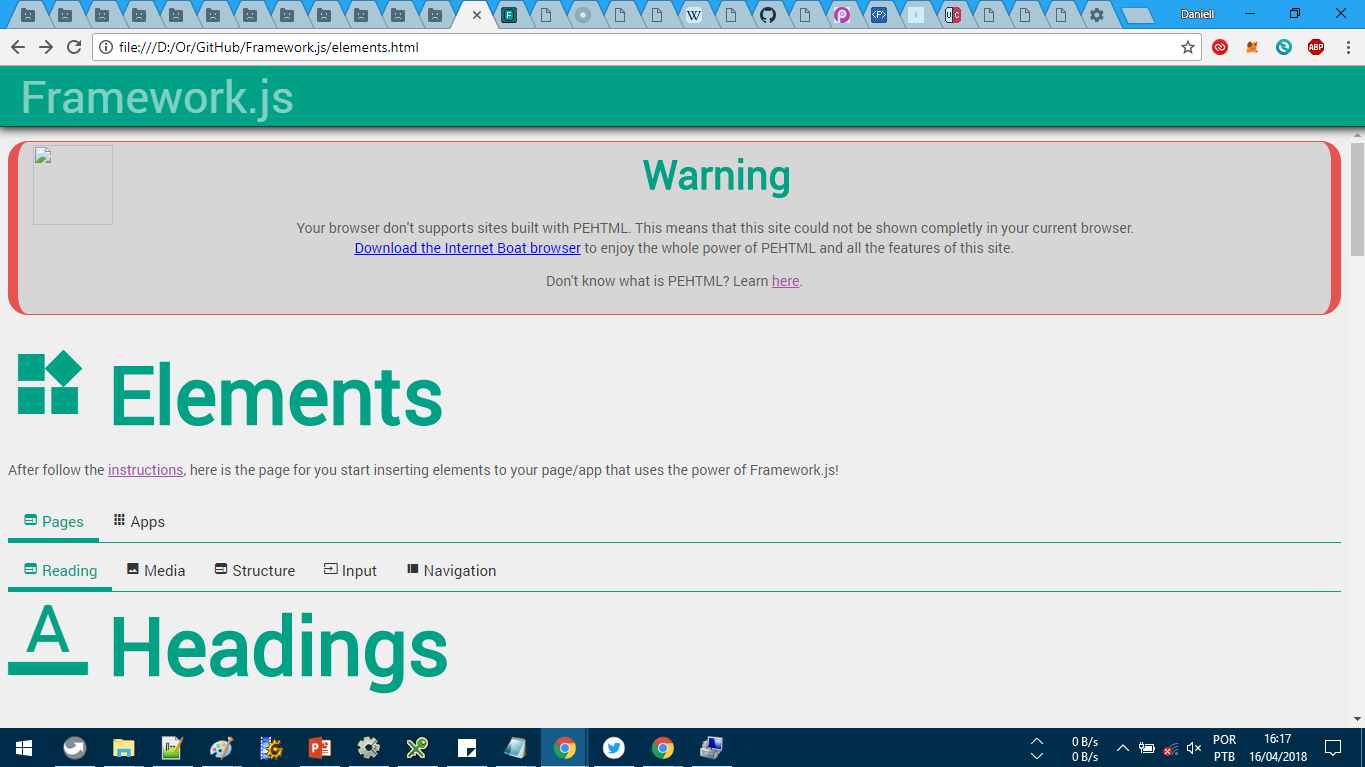 Daniell
file:///D:/Or/GitHub/Framework.js/elements.html
ABP
Framework.js
Warning
Your browser don't supports sites built with PEHTML. This means that this site could not be shown completly in your current browser.
Download the Internet Boat browser to enjoy the whole power of PEHTML and all the features of this site.
Don't know what is PEHTML? Learn here.
Elements
After follow the instructions, here is the page for you start inserting elements to your page/app that uses the power of Framework.js!
Pages Apps
Reading Media Structure Input Navigation
A Headings
0 B/s POR 16:17
0 B/s PTB 16/04/2018